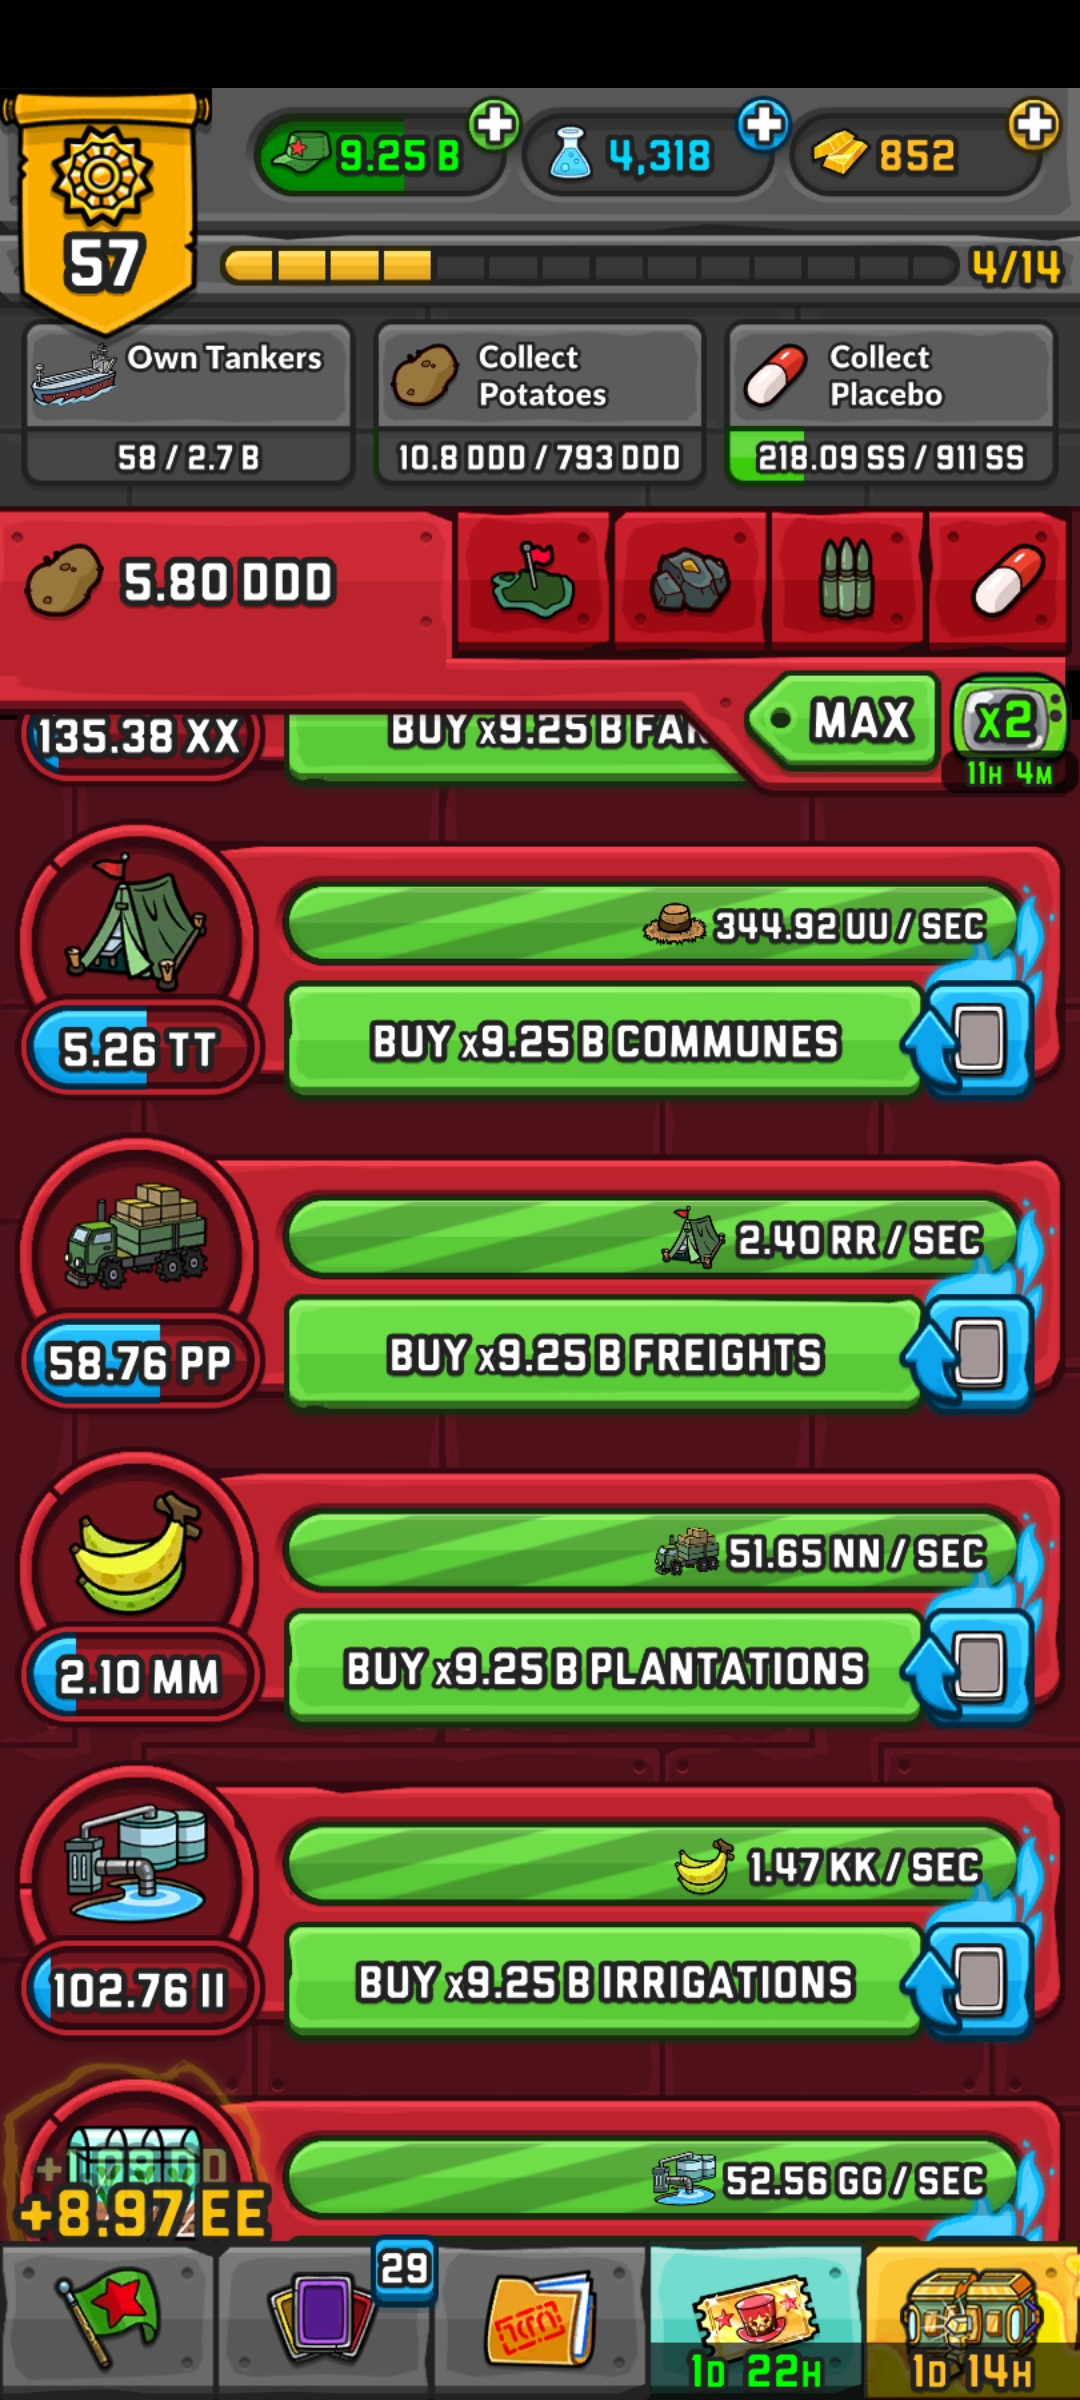 57
9.25 B
4,318
852
4/14
Own Tankers
58 / 2.7 B
Collect
Potatoes
10.8 DDD / 793 DDD
Collect
Placebo
218.09 SS / 911 SS
5.80 DDD
MAX
x2
11H 4M
135.38 XX
BUY x9.25 B FAR
344.92 UU / SEC
5.26 TT
BUY x9.25 B COMMUNES
2.40 RR / SEC
58.76 PP
BUY x9.25 B FREIGHTS
51.65 NN / SEC
2.10 MM
BUY x9.25 B PLANTATIONS
1.47 KK / SEC
102.76 II
BUY x9.25 B IRRIGATIONS
52.56 GG / SEC
+8.97 EE
29
1D 22H
1D 14H